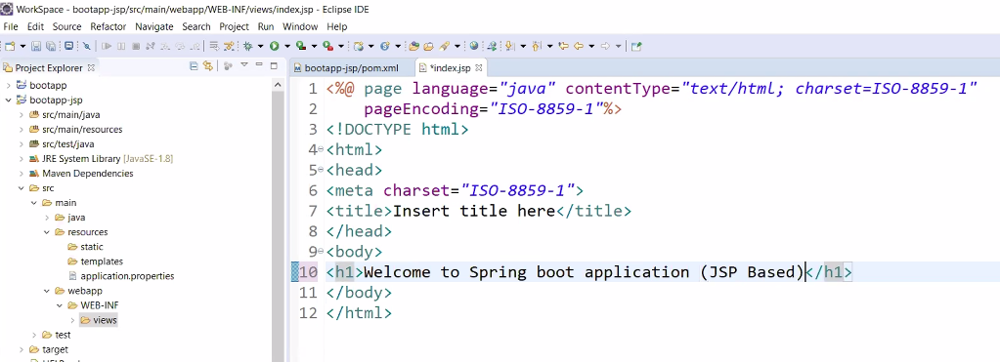 WorkSpace - bootapp-jsp/src/main/webapp/WEB-INF/views/index.jsp - Eclipse IDE
File Edit Source Refactor Navigate Search Project Run Window Help
Project Explorer
bootapp
bootapp-jsp
src/main/java
src/main/resources
src/test/java
JRE System Library [JavaSE-1.8]
Maven Dependencies
src
main
java
resources
static
templates
application.properties
webapp
WEB-INF
views
test
target
bootapp-jsp/pom.xml *index.jsp
1 <%@ page language="java" contentType="text/html; charset=ISO-8859-1"
2 pageEncoding="ISO-8859-1"%>
3 <!DOCTYPE html>
4 <html>
5 <head>
6 <meta charset="ISO-8859-1">
7 <title>Insert title here</title>
8 </head>
9 <body>
10 <h1>Welcome to Spring boot application (JSP Based)</h1>
11 </body>
12 </html>